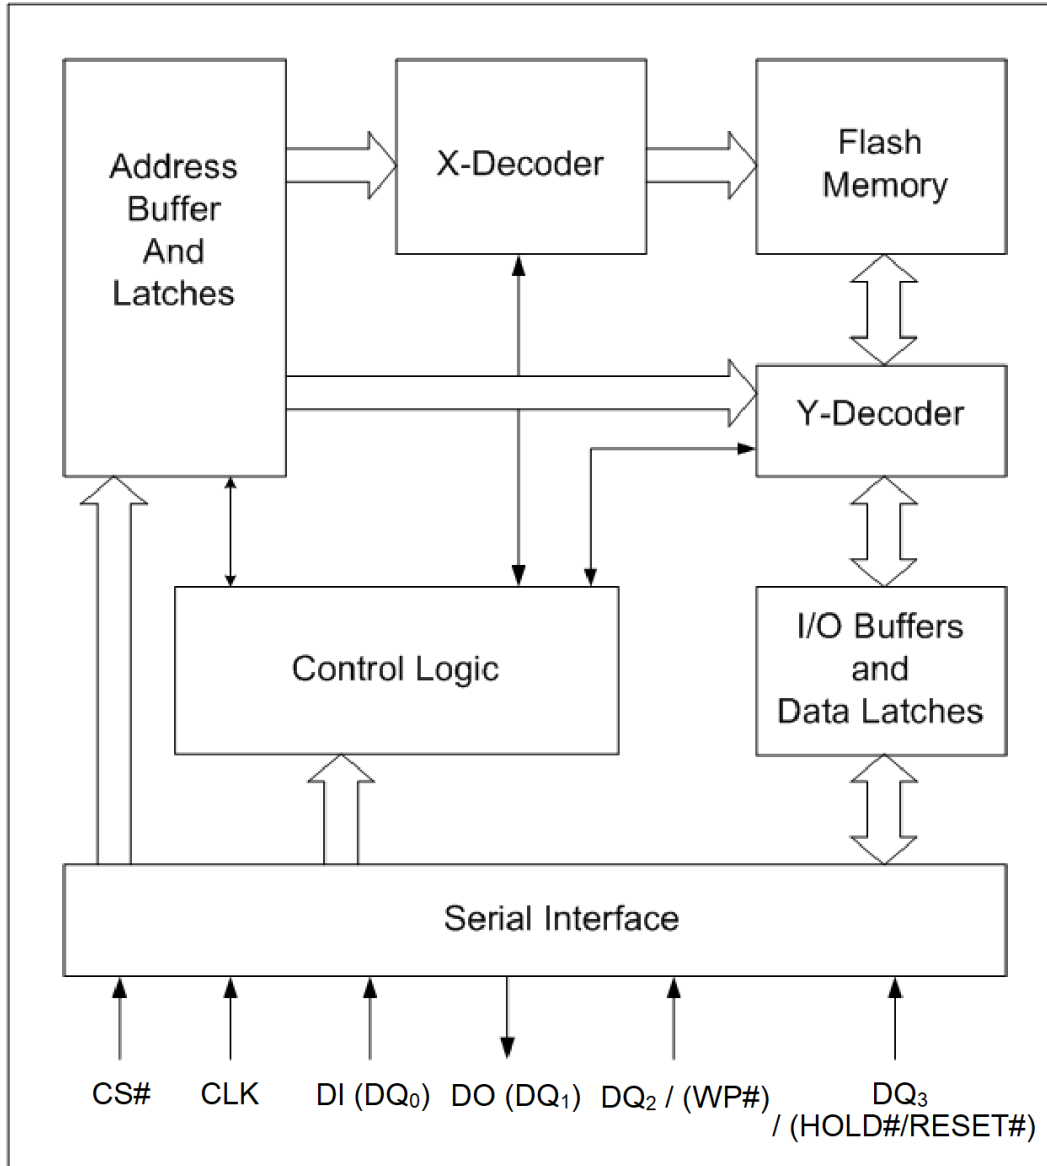 Address
Buffer
And
Latches
X-Decoder
Flash
Memory
Y-Decoder
Control Logic
I/O Buffers
and
Data Latches
Serial Interface
CS#
CLK
DI (DQ₀)
DO (DQ₁)
DQ₂ / (WP#)
DQ₃
/ (HOLD#/RESET#)